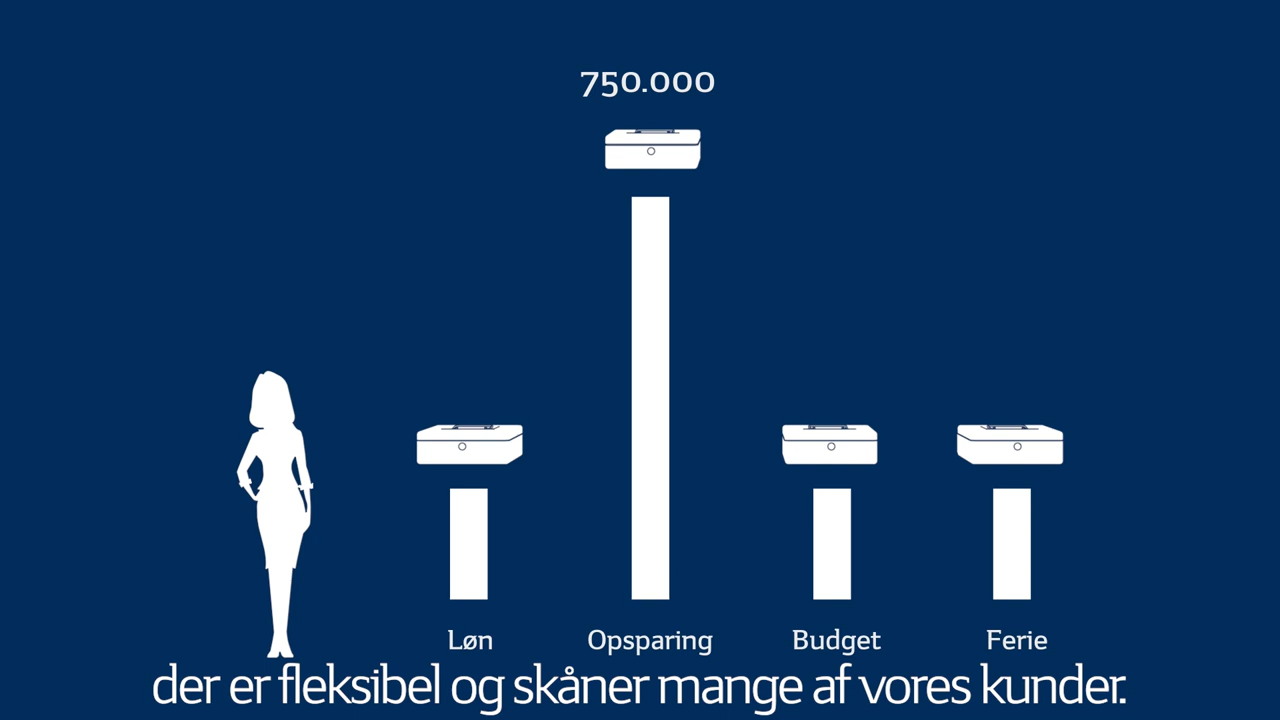 750.000
Løn Opsparing Budget Ferie
der er fleksibel og skåner mange af vores kunder.